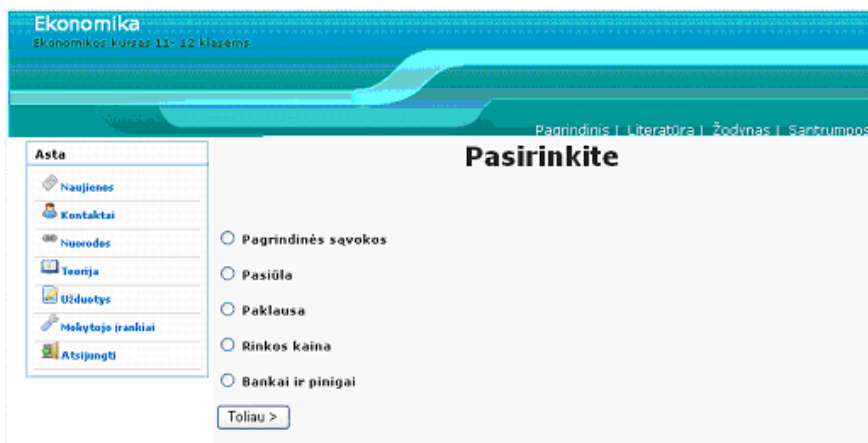 Ekonomika
Ekonomikos kursas 11- 12 klasėms
Pagrindinis | Literatūra | Žodynas | Santrumpos
Asta
Naujienos
Kontaktai
Nuorodos
Teorija
Užduotys
Mokytojo įrankiai
Atsijungti
Pasirinkite
Pagrindinės sąvokos
Pasiūla
Paklausa
Rinkos kaina
Bankai ir pinigai
Toliau >